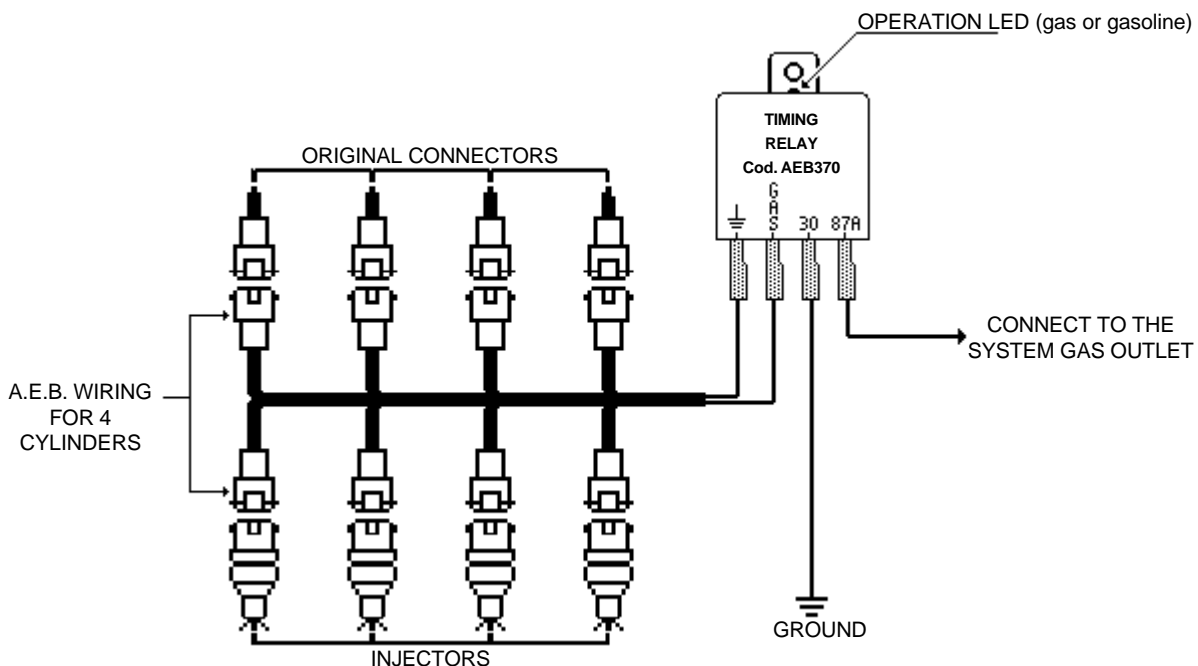 OPERATION LED (gas or gasoline)
TIMING
RELAY
Cod. AEB370
GAS
30 87A
ORIGINAL CONNECTORS
CONNECT TO THE
SYSTEM GAS OUTLET
A.E.B. WIRING
FOR 4
CYLINDERS
GROUND
INJECTORS